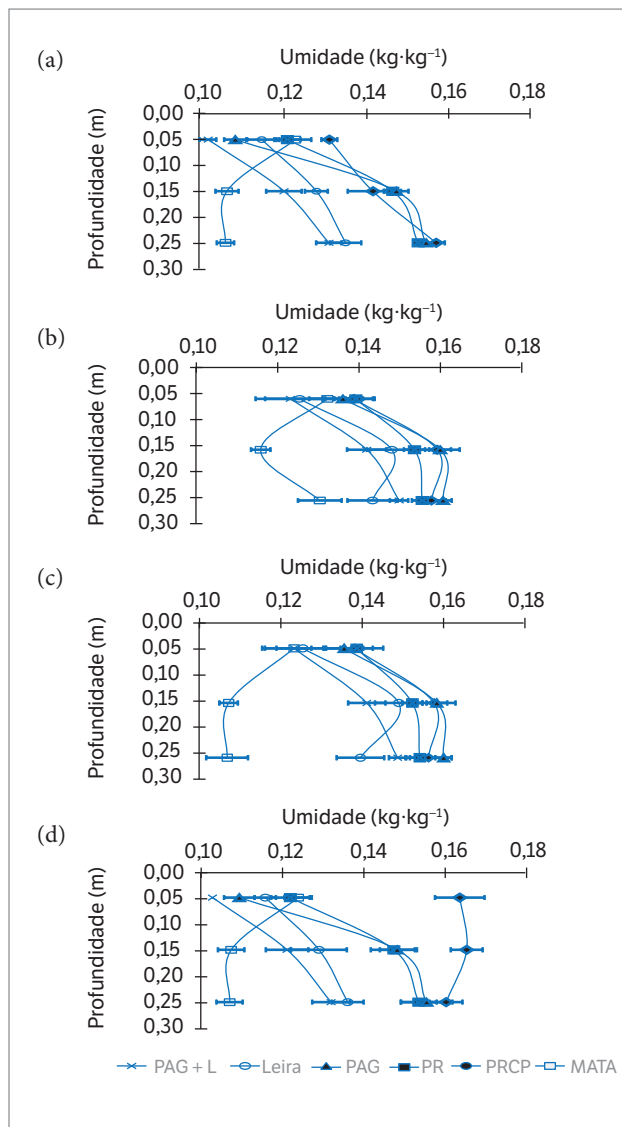 (a)
Umidade (kg·kg⁻¹)
0,10 0,12 0,14 0,16 0,18
0,00
0,05
0,10
0,15
0,20
0,25
0,30
Profundidade (m)
(b)
Umidade (kg·kg⁻¹)
0,10 0,12 0,14 0,16 0,18
0,00
0,05
0,10
0,15
0,20
0,25
0,30
Profundidade (m)
(c)
Umidade (kg·kg⁻¹)
0,10 0,12 0,14 0,16 0,18
0,00
0,05
0,10
0,15
0,20
0,25
0,30
Profundidade (m)
(d)
Umidade (kg·kg⁻¹)
0,10 0,12 0,14 0,16 0,18
0,00
0,05
0,10
0,15
0,20
0,25
0,30
Profundidade (m)
PAG + L Leira PAG PR PRCP MATA